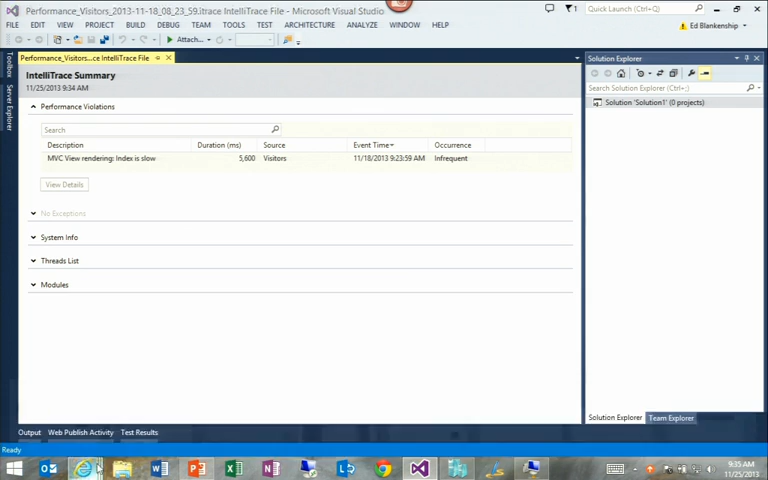 Performance_Visitors_2013-11-18_08_23_59.itrace IntelliTrace File - Microsoft Visual Studio
1
Quick Launch (Ctrl+Q)
FILE EDIT VIEW PROJECT BUILD DEBUG TEAM TOOLS TEST ARCHITECTURE ANALYZE WINDOW HELP
Ed Blankenship
Attach...
Toolbox
Server Explorer
Performance_Visitors...ce IntelliTrace File
IntelliTrace Summary
11/25/2013 9:34 AM
Performance Violations
Search
Description Duration (ms) Source Event Time Occurrence
MVC View rendering: Index is slow 5,600 Visitors 11/18/2013 9:23:59 AM Infrequent
View Details
No Exceptions
System Info
Threads List
Modules
Solution Explorer
Search Solution Explorer (Ctrl+;)
Solution 'Solution1' (0 projects)
Solution Explorer Team Explorer
Output Web Publish Activity Test Results
Ready
9:35 AM
11/25/2013